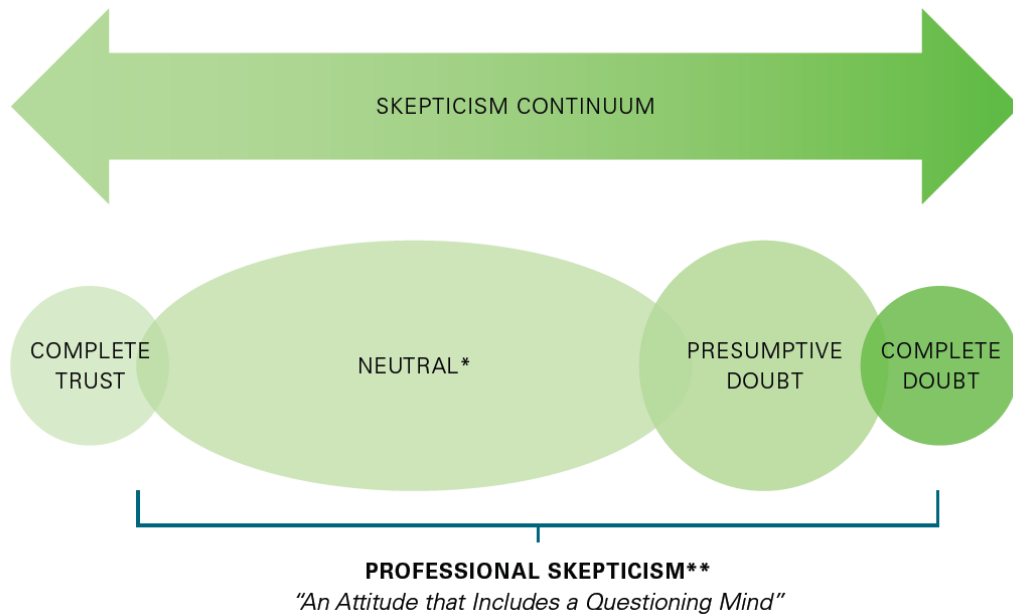 SKEPTICISM CONTINUUM
COMPLETE
TRUST
NEUTRAL*
PRESUMPTIVE
DOUBT
COMPLETE
DOUBT
PROFESSIONAL SKEPTICISM**
“An Attitude that Includes a Questioning Mind”